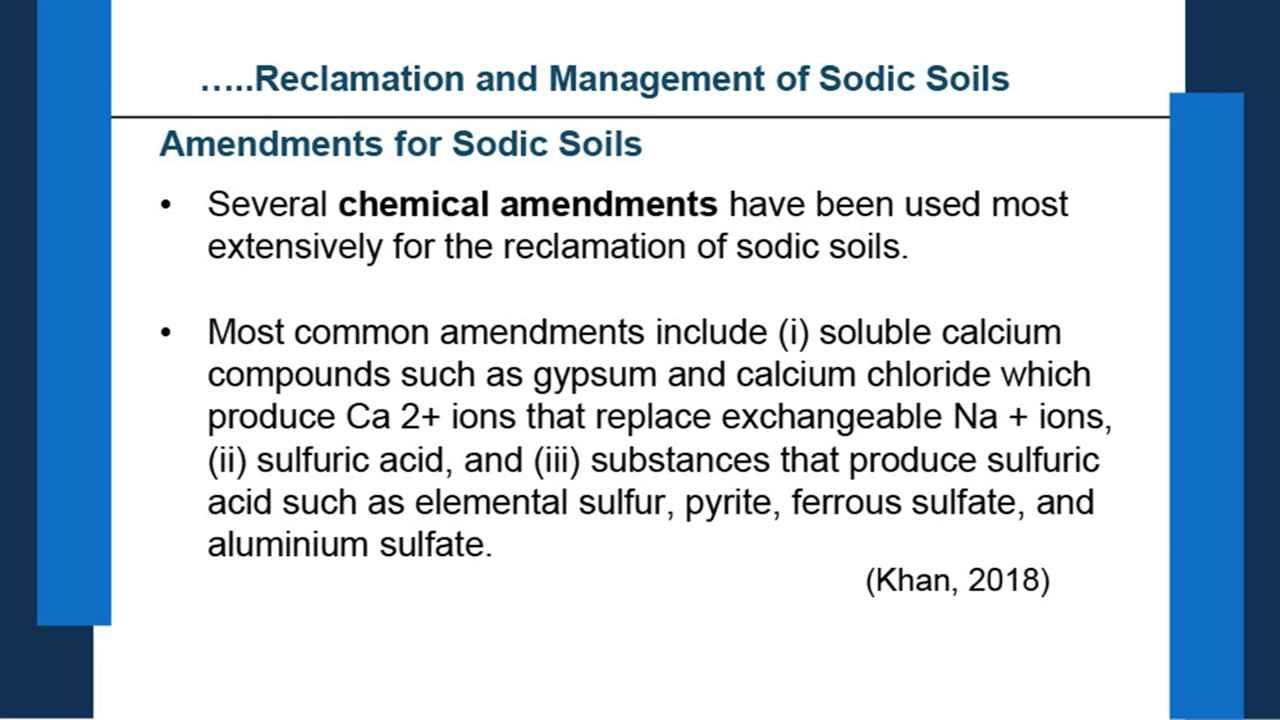 …..Reclamation and Management of Sodic Soils
Amendments for Sodic Soils
• Several chemical amendments have been used most
extensively for the reclamation of sodic soils.
• Most common amendments include (i) soluble calcium
compounds such as gypsum and calcium chloride which
produce Ca 2+ ions that replace exchangeable Na + ions,
(ii) sulfuric acid, and (iii) substances that produce sulfuric
acid such as elemental sulfur, pyrite, ferrous sulfate, and
aluminium sulfate.
(Khan, 2018)